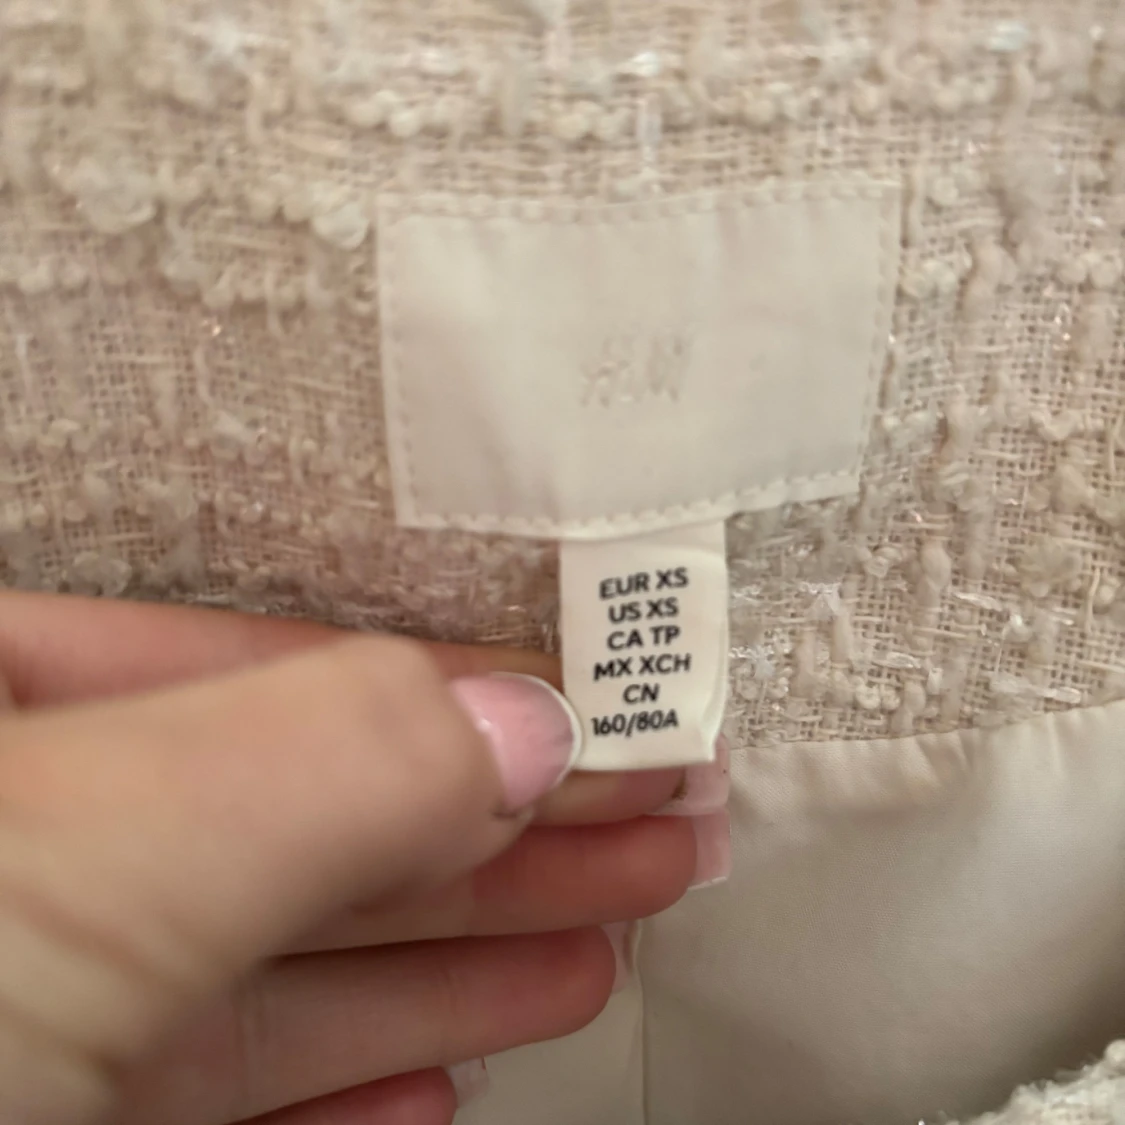 H&M
EUR XS
US XS
CA TP
MX XCH
CN
160/80A